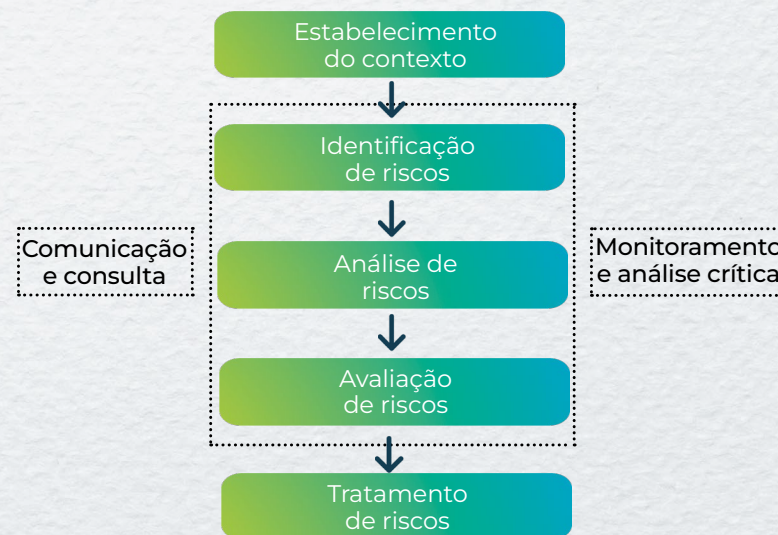 Estabelecimento
do contexto
Identificação
de riscos
Comunicação
e consulta
Análise de
riscos
Monitoramento
e análise crítica
Avaliação
de riscos
Tratamento
de riscos